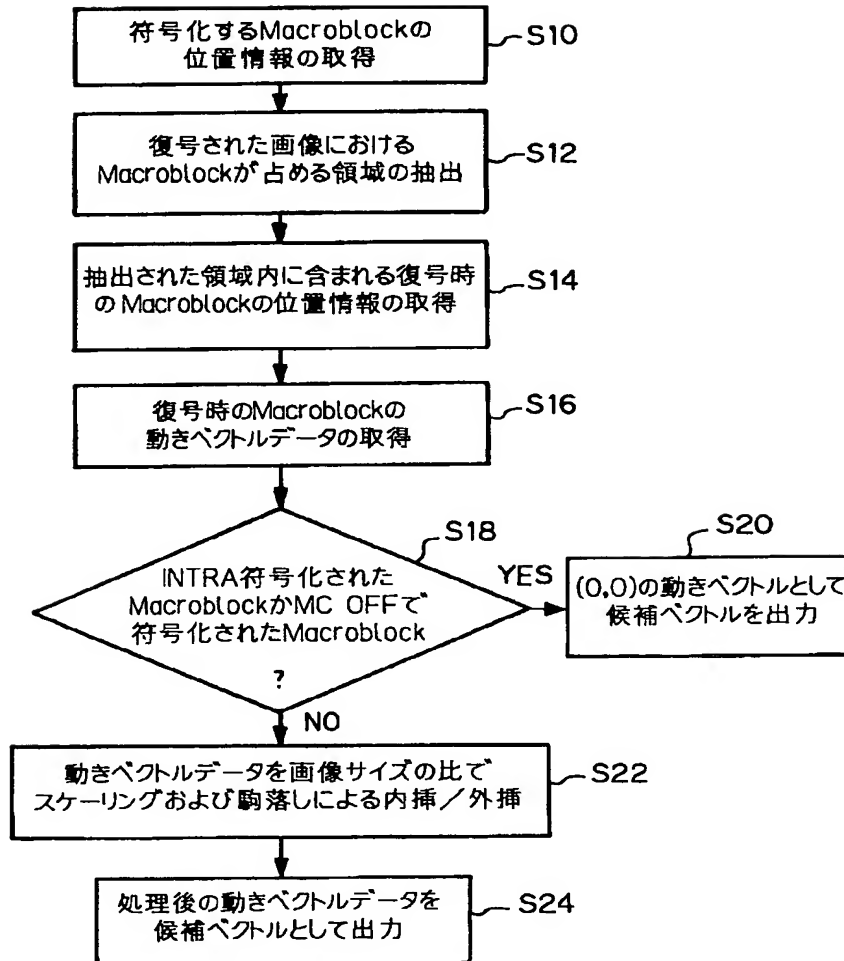 符号化するMacroblockの
位置情報の取得
S10
復号された画像における
Macroblockが占める領域の抽出
S12
抽出された領域内に含まれる復号時
のMacroblockの位置情報の取得
S14
復号時のMacroblockの
動きベクトルデータの取得
S16
S18
INTRA符号化された
MacroblockかMC OFFで
符号化されたMacroblock
?
YES
S20
(0,0)の動きベクトルとして
候補ベクトルを出力
NO
動きベクトルデータを画像サイズの比で
スケーリングおよび駒落しによる内挿／外挿
S22
処理後の動きベクトルデータを
候補ベクトルとして出力
S24